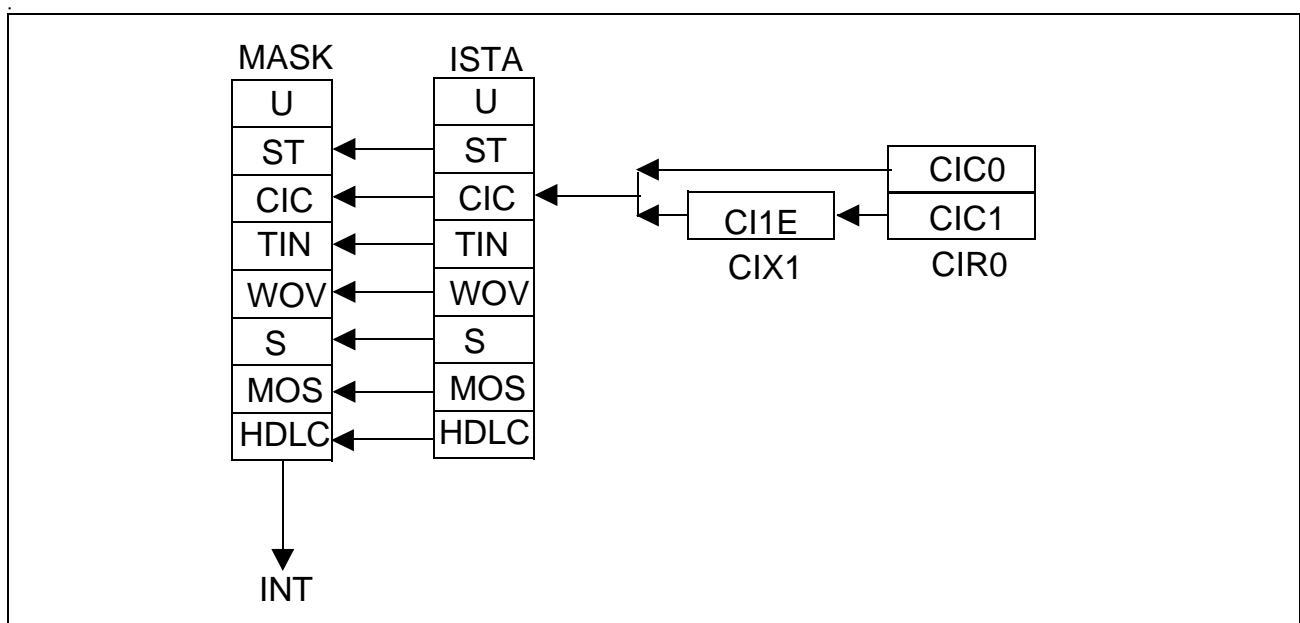 MASK ISTA
U U
ST ST CIC0
CIC CIC CI1E CIC1
TIN TIN CIX1 CIR0
WOV WOV
S S
MOS MOS
HDLC HDLC
INT